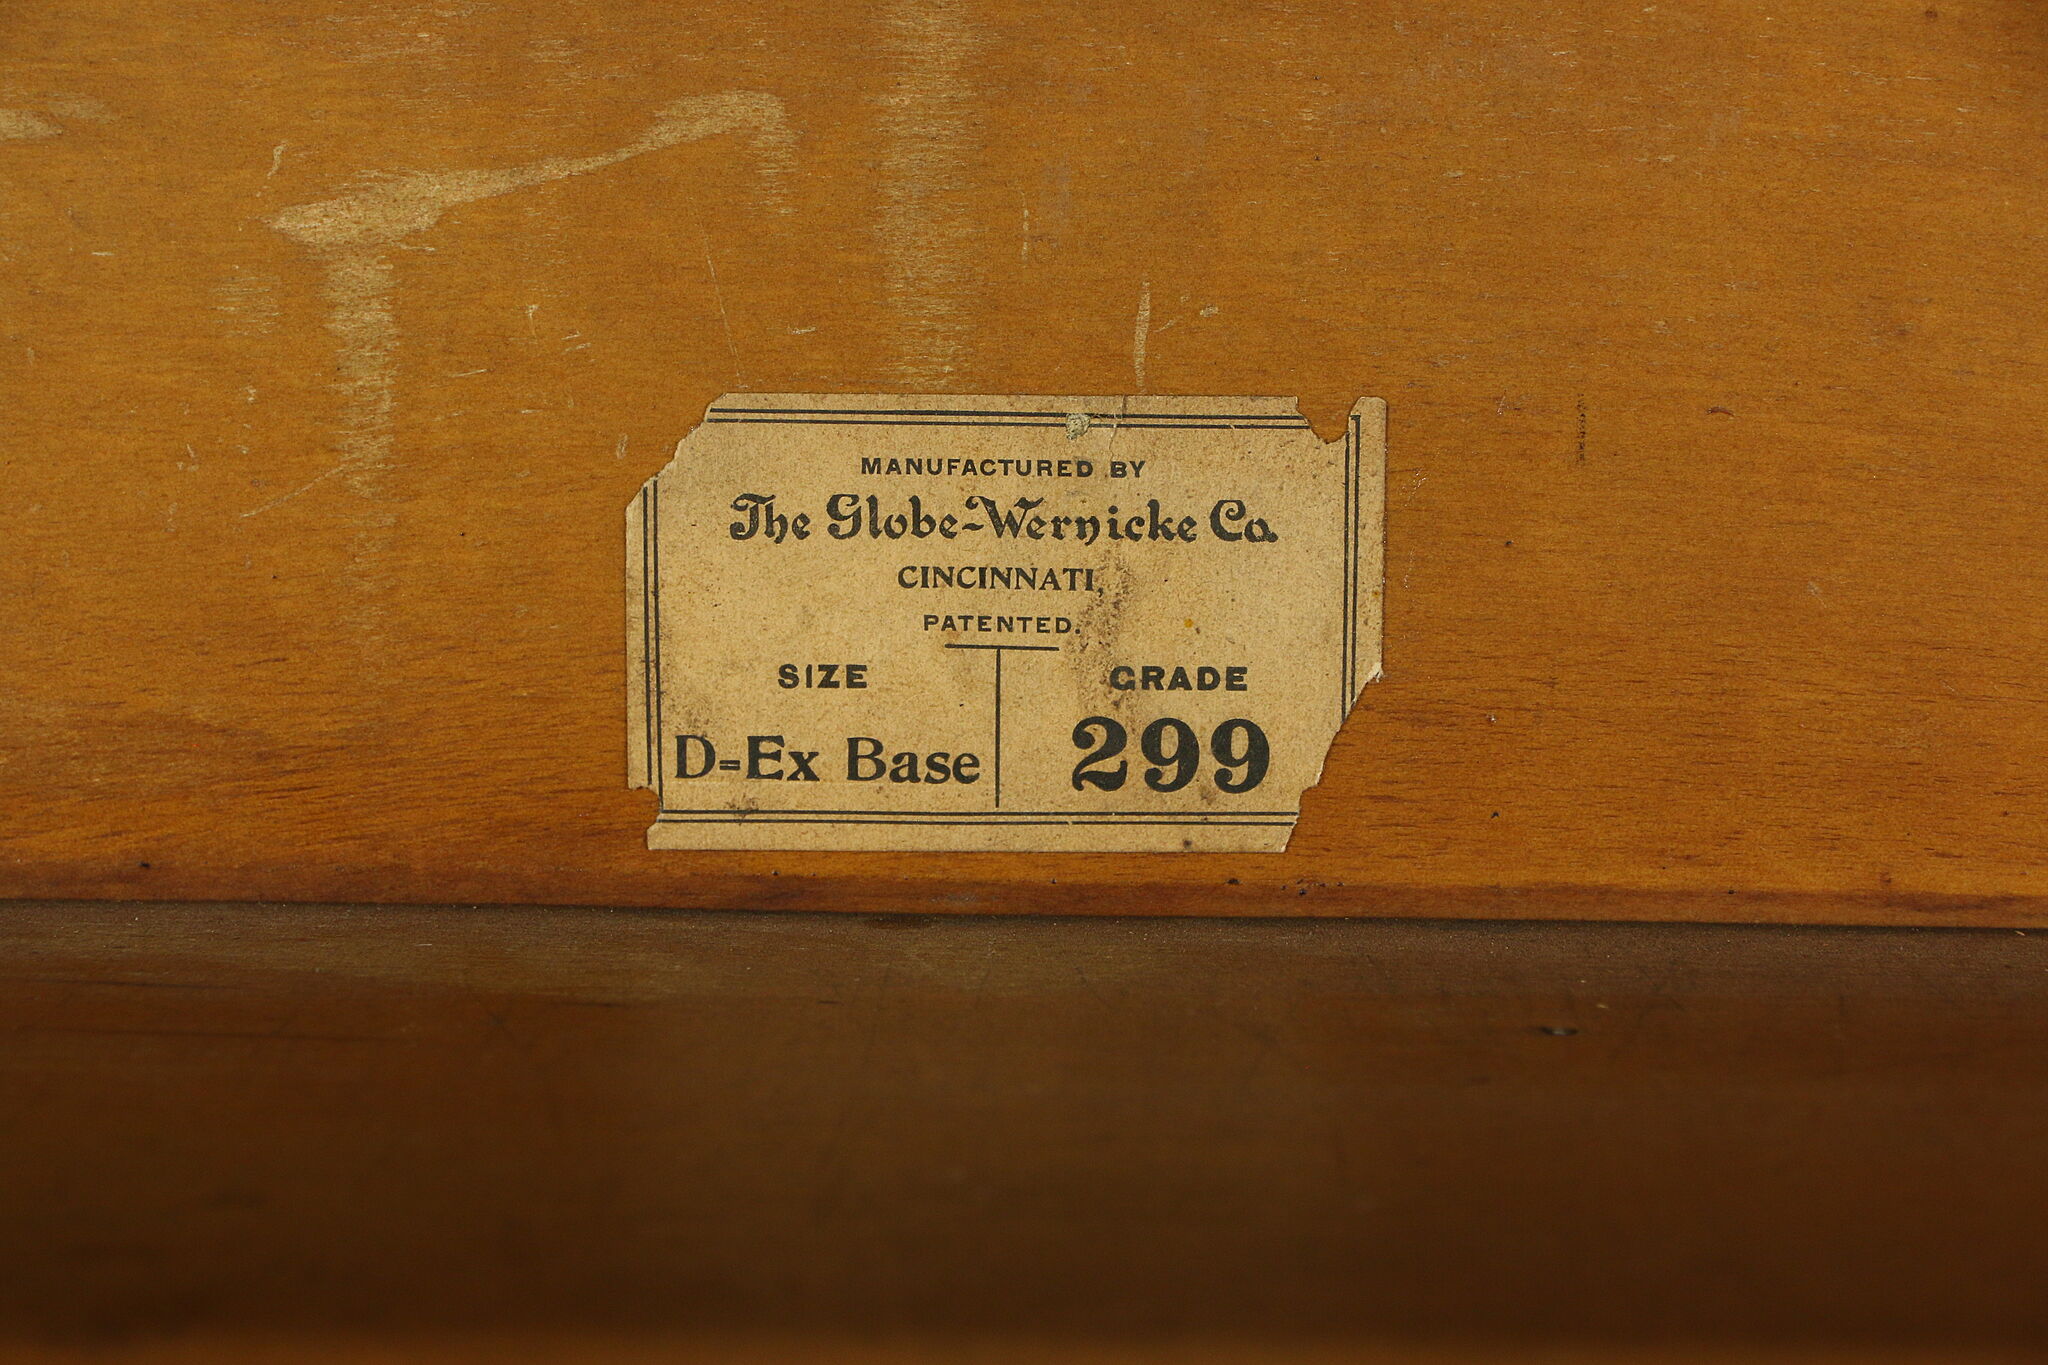 MANUFACTURED BY
The Globe-Wernicke Co.
CINCINNATI,
PATENTED.
SIZE GRADE
D=Ex Base 299